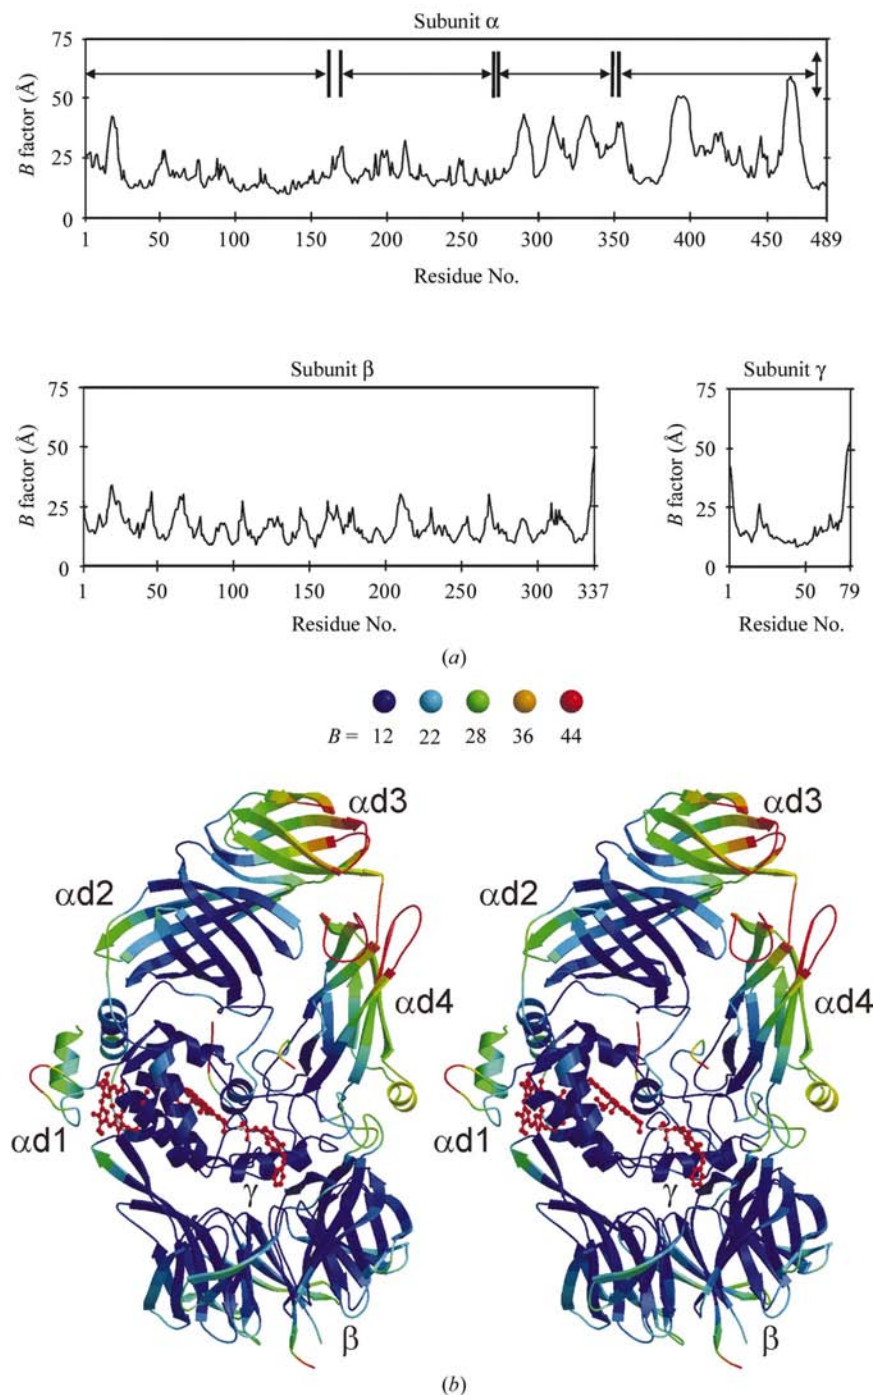 Subunit α
75
50
25
0
B factor (Å)
1 50 100 150 200 250 300 350 400 450 489
Residue No.
Subunit β
75
50
25
0
B factor (Å)
1 50 100 150 200 250 300 337
Residue No.
Subunit γ
75
50
25
0
B factor (Å)
1 50 79
Residue No.
(a)
B = 12 22 28 36 44
αd3 αd3
αd2 αd2
αd4 αd4
αd1 αd1
γ γ
β β
(b)